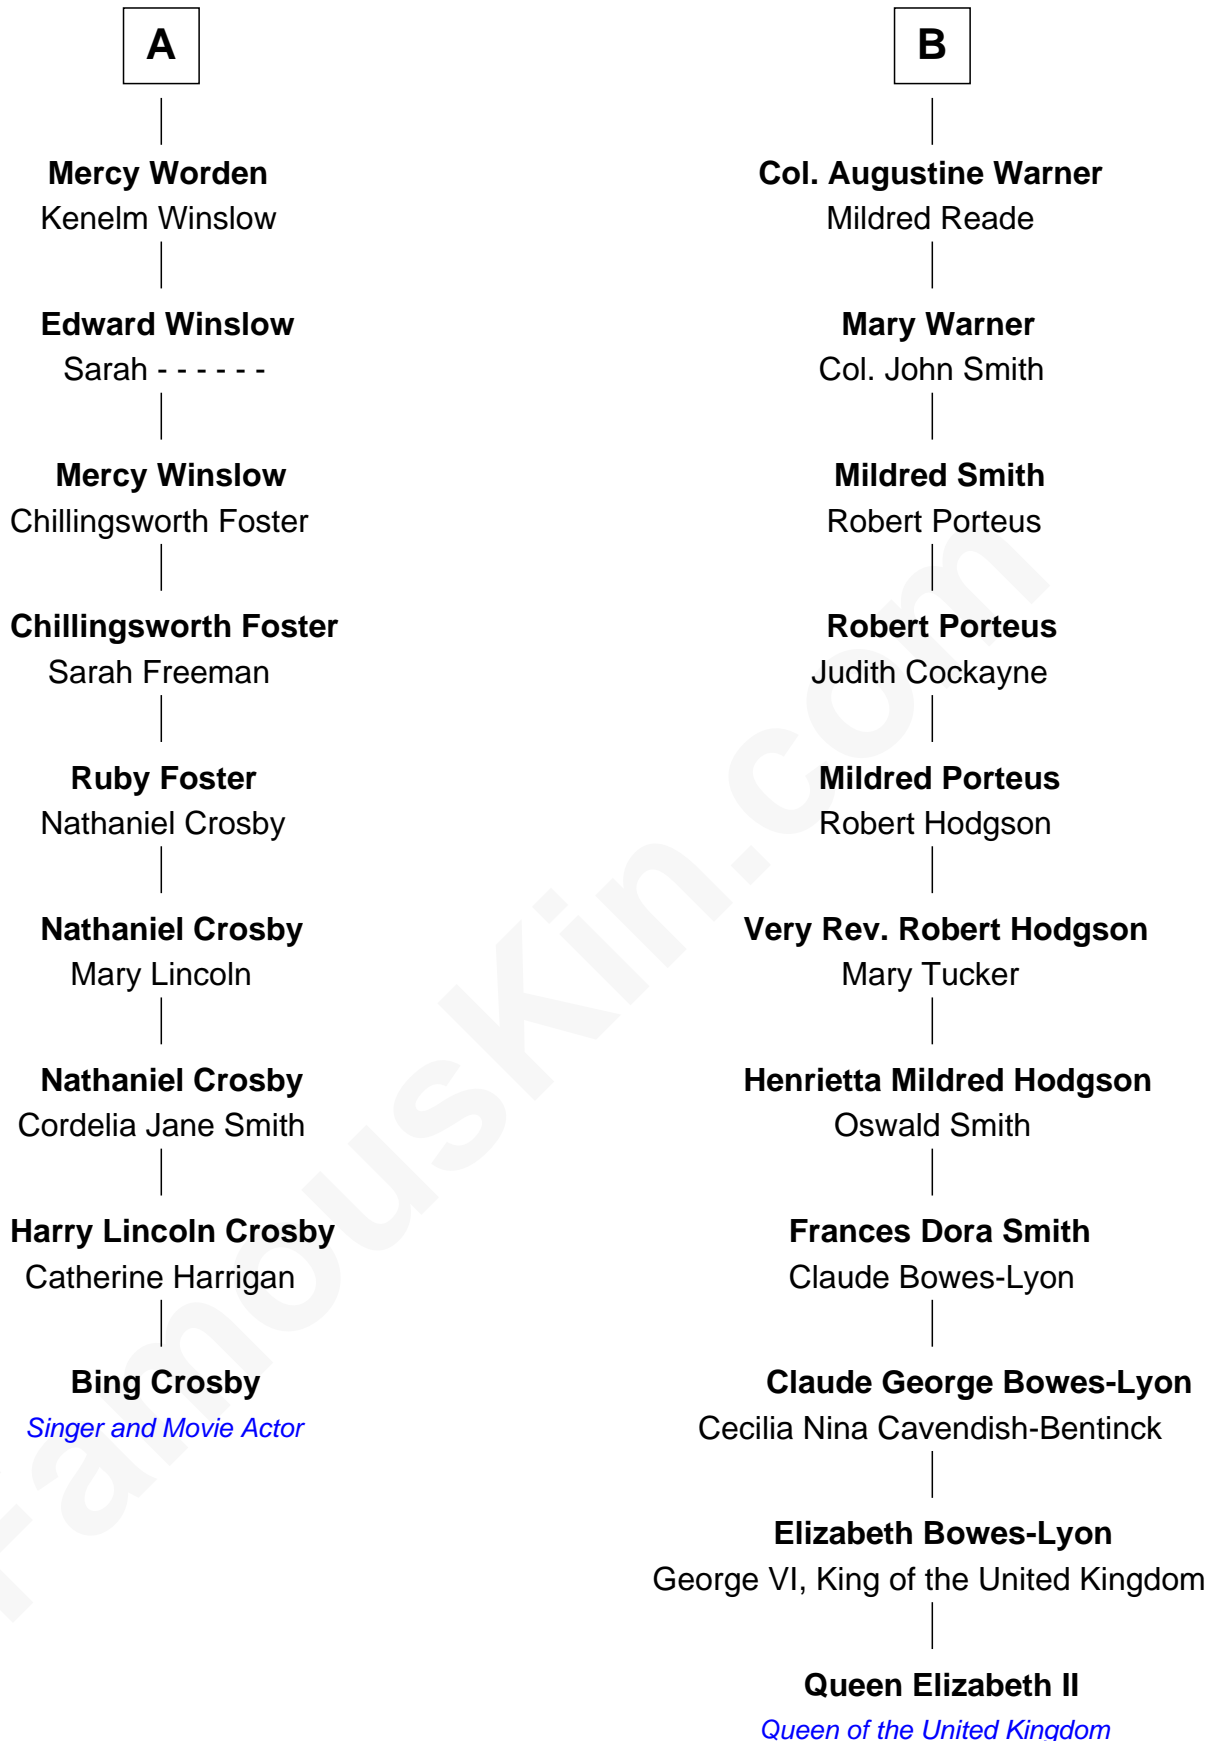 A
Mercy Worden
Kenelm Winslow
Edward Winslow
Sarah - - - - - -
Mercy Winslow
Chillingsworth Foster
Chillingsworth Foster
Sarah Freeman
Ruby Foster
Nathaniel Crosby
Nathaniel Crosby
Mary Lincoln
Nathaniel Crosby
Cordelia Jane Smith
Harry Lincoln Crosby
Catherine Harrigan
Bing Crosby
Singer and Movie Actor
B
Col. Augustine Warner
Mildred Reade
Mary Warner
Col. John Smith
Mildred Smith
Robert Porteus
Robert Porteus
Judith Cockayne
Mildred Porteus
Robert Hodgson
Very Rev. Robert Hodgson
Mary Tucker
Henrietta Mildred Hodgson
Oswald Smith
Frances Dora Smith
Claude Bowes-Lyon
Claude George Bowes-Lyon
Cecilia Nina Cavendish-Bentinck
Elizabeth Bowes-Lyon
George VI, King of the United Kingdom
Queen Elizabeth II
Queen of the United Kingdom
FamousKin.com